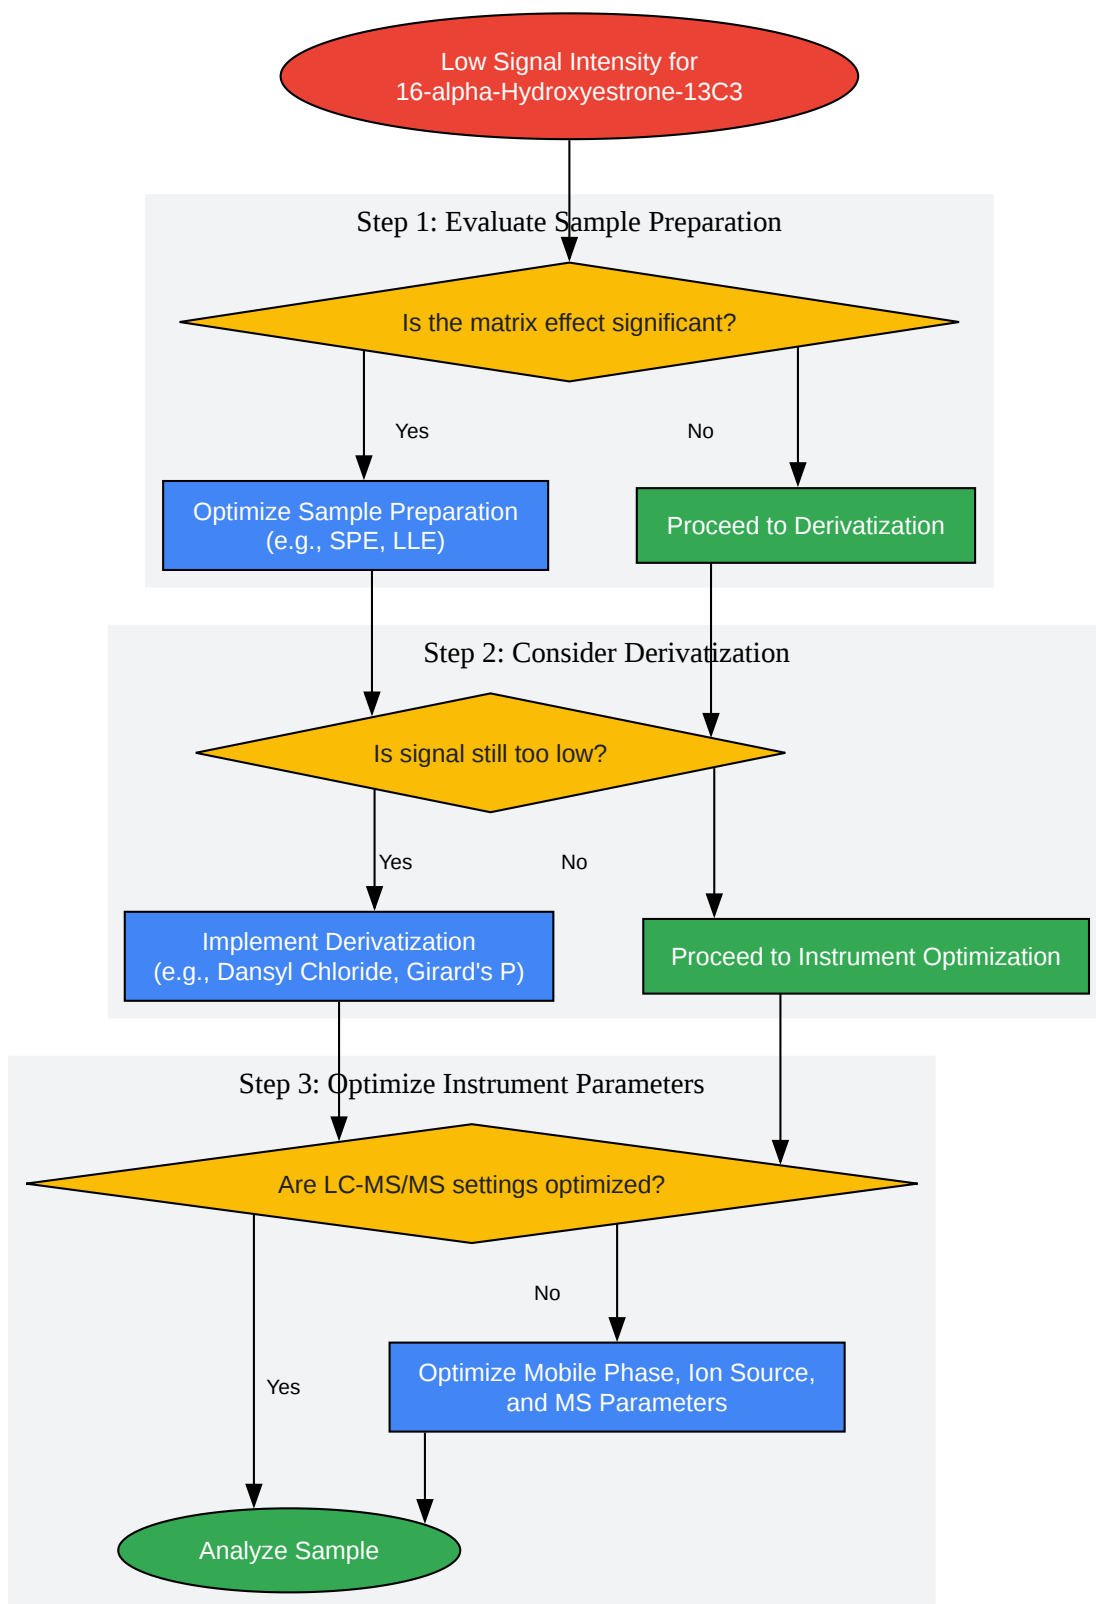 Low Signal Intensity for
16-alpha-Hydroxyestrone-13C3
Step 1: Evaluate Sample Preparation
Is the matrix effect significant?
Yes
No
Optimize Sample Preparation
(e.g., SPE, LLE)
Proceed to Derivatization
Step 2: Consider Derivatization
Is signal still too low?
Yes
No
Implement Derivatization
(e.g., Dansyl Chloride, Girard's P)
Proceed to Instrument Optimization
Step 3: Optimize Instrument Parameters
Are LC-MS/MS settings optimized?
No
Optimize Mobile Phase, Ion Source,
and MS Parameters
Yes
Analyze Sample